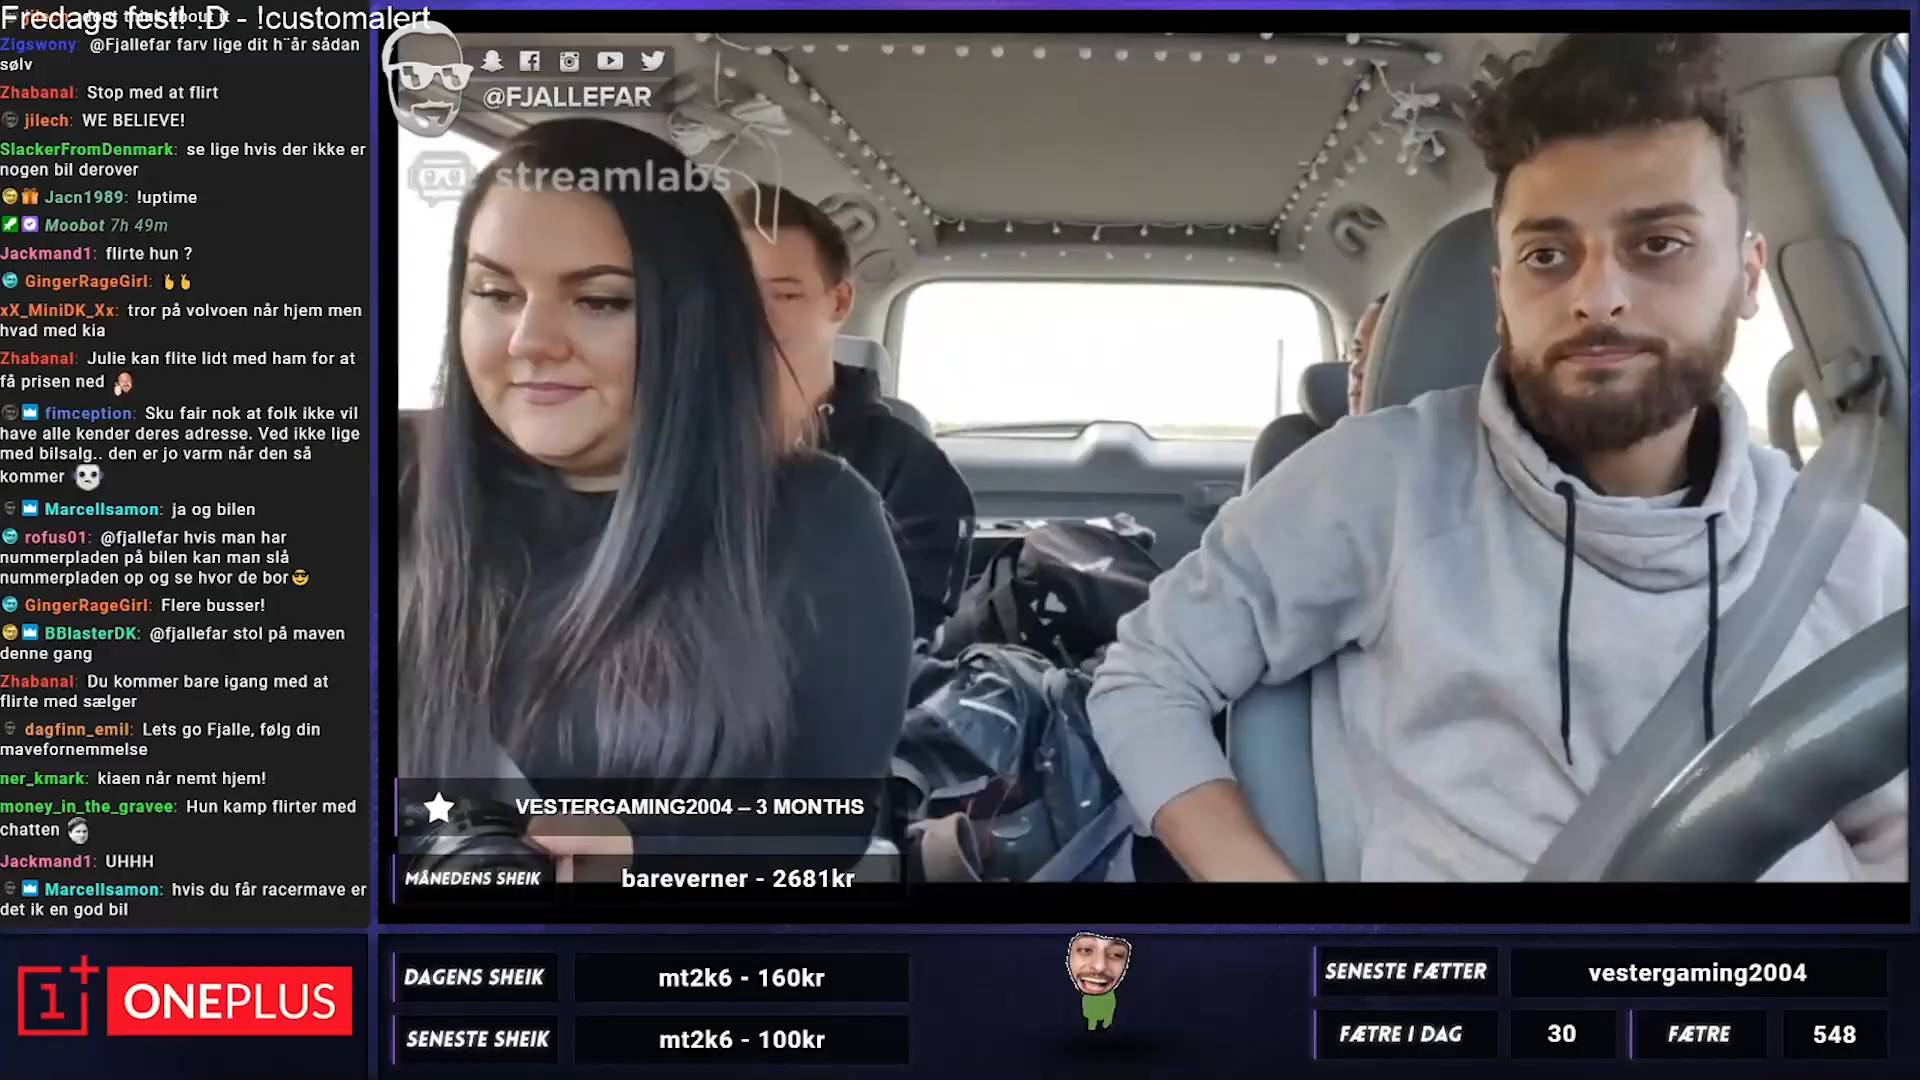 Fredags fest! :D - !customalert
Zigswony: @Fjallefar farv lige dit h¨år sådan
sølv
Zhabanal: Stop med at flirt
jilech: WE BELIEVE!
SlackerFromDenmark: se lige hvis der ikke er
nogen bil derover
Jacn1989: !uptime
Moobot 7h 49m
Jackmand1: flirte hun ?
GingerRageGirl:
xX_MiniDK_Xx: tror på volvoen når hjem men
hvad med kia
Zhabanal: Julie kan flite lidt med ham for at
få prisen ned
fimception: Sku fair nok at folk ikke vil
have alle kender deres adresse. Ved ikke lige
med bilsalg.. den er jo varm når den så
kommer
Marcellsamon: ja og bilen
rofus01: @fjallefar hvis man har
nummerpladen på bilen kan man slå
nummerpladen op og se hvor de bor
GingerRageGirl: Flere busser!
BBlasterDK: @fjallefar stol på maven
denne gang
Zhabanal: Du kommer bare igang med at
flirte med sælger
dagfinn_emil: Lets go Fjalle, følg din
mavefornemmelse
ner_kmark: kiaen når nemt hjem!
money_in_the_gravee: Hun kamp flirter med
chatten
Jackmand1: UHHH
Marcellsamon: hvis du får racermave er
det ik en god bil
@FJALLEFAR
streamlabs
VESTERGAMING2004 – 3 MONTHS
MÅNEDENS SHEIK bareverner - 2681kr
ONEPLUS
DAGENS SHEIK mt2k6 - 160kr
SENESTE SHEIK mt2k6 - 100kr
SENESTE FÆTTER vestergaming2004
FÆTRE I DAG 30 FÆTRE 548